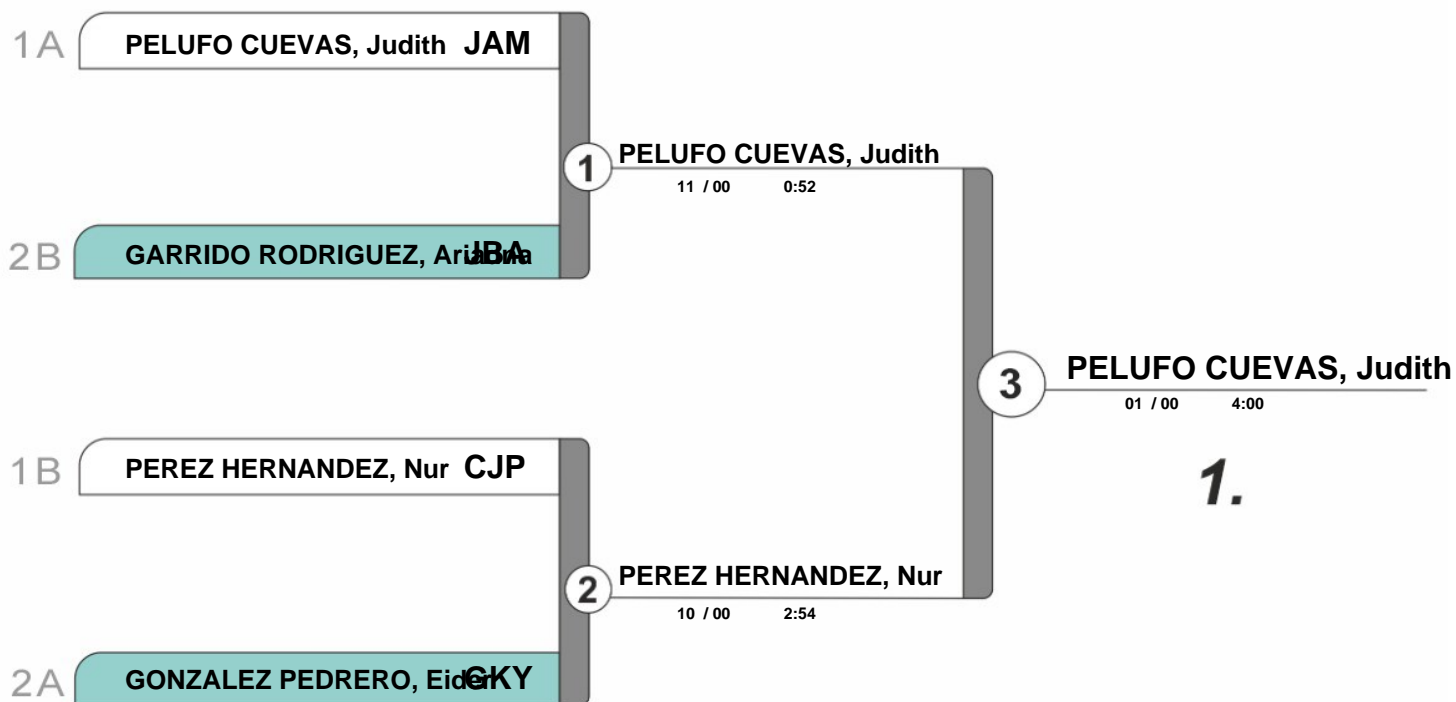 1A PELUFO CUEVAS, Judith JAM
1 PELUFO CUEVAS, Judith
11 / 00 0:52
2B GARRIDO RODRIGUEZ, Arianna JBA
3 PELUFO CUEVAS, Judith
01 / 00 4:00
1B PEREZ HERNANDEZ, Nur CJP
1.
2 PEREZ HERNANDEZ, Nur
10 / 00 2:54
2A GONZALEZ PEDRERO, Eider GKY